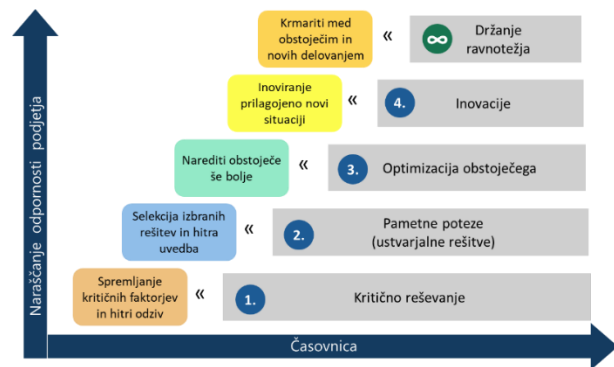 Naraščanje odpornosti podjetja
Krmariti med
obstoječim in
novih delovanjem
«
∞
Držanje
ravnotežja
Inoviranje
prilagojeno novi
situaciji
«
4.
Inovacije
Narediti obstoječe
še bolje
«
3.
Optimizacija obstoječega
Selekcija izbranih
rešitev in hitra
uvedba
«
2.
Pametne poteze
(ustvarjalne rešitve)
Spremljanje
kritičnih faktorjev
in hitri odziv
«
1.
Kritično reševanje
Časovnica